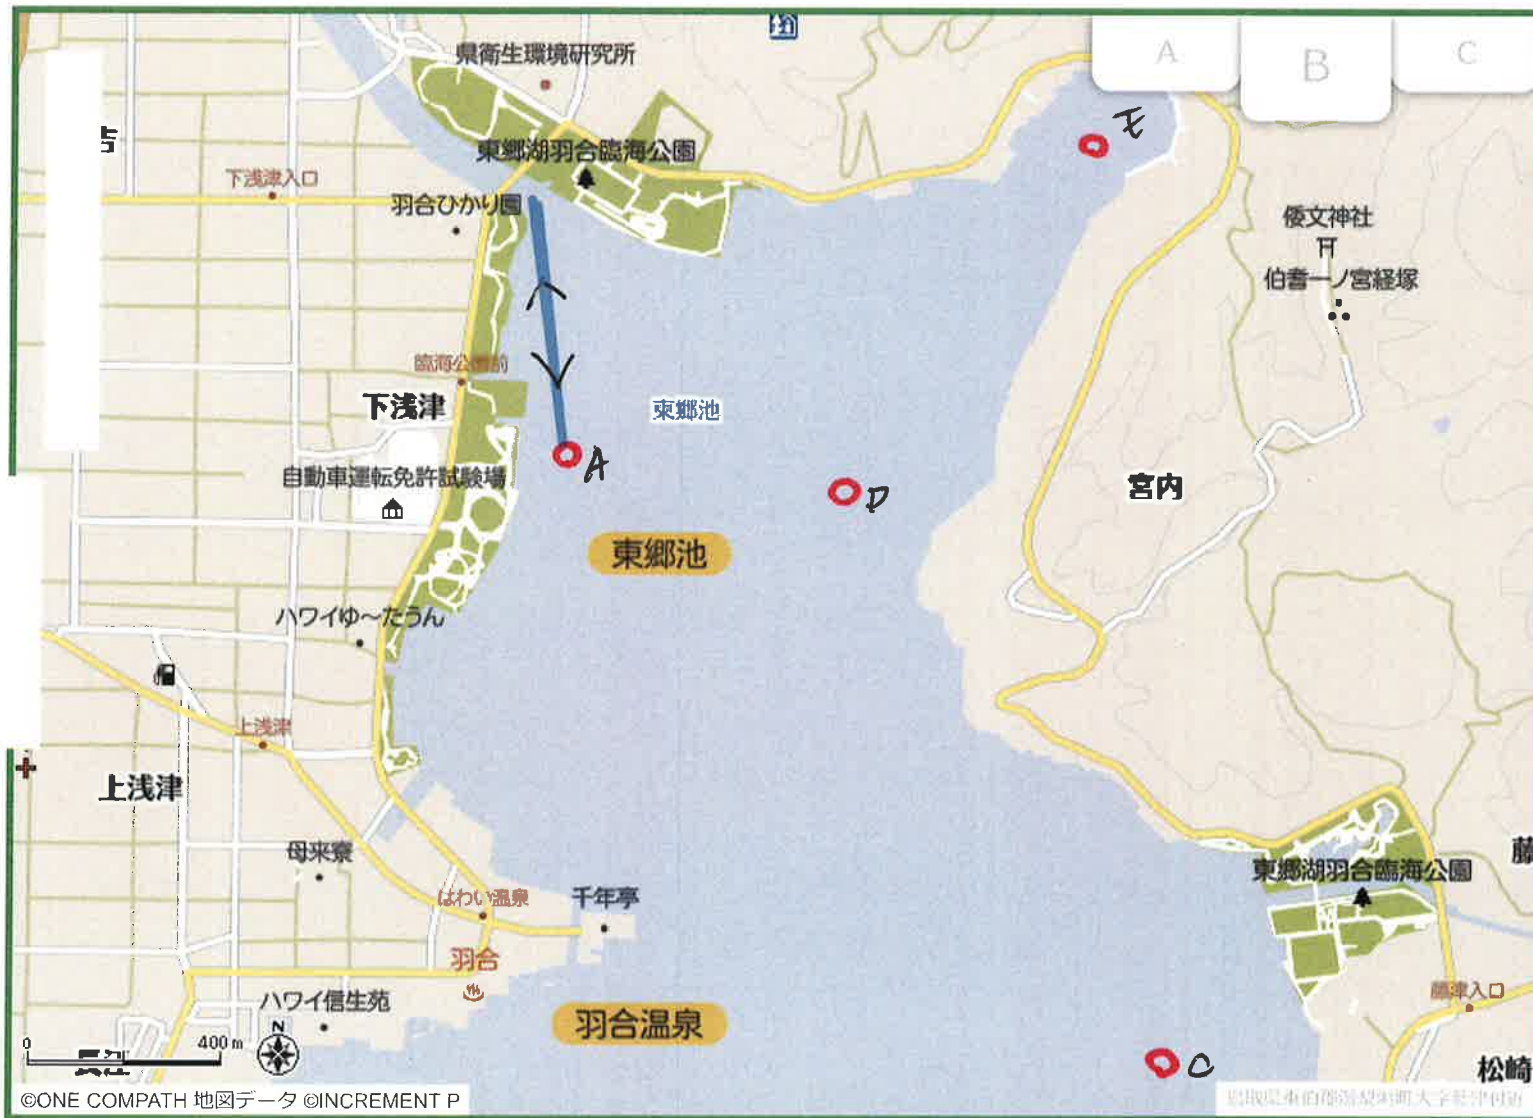 A
B
C
県衛生環境研究所
東郷湖羽合臨海公園
下浅津入口
羽合ひかり園
E
倭文神社
伯耆一ノ宮経塚
臨海公園前
下浅津
東郷池
A
自動車運転免許試験場
D
宮内
東郷池
ハワイゆ～たうん
上浅津
上浅津
母来寮
はわい温泉
千年亭
東郷湖羽合臨海公園
藤
羽合
ハワイ信生苑
羽合温泉
藤津入口
C
松崎
N
0
400m
©ONE COMPATH 地図データ ©INCREMENT P